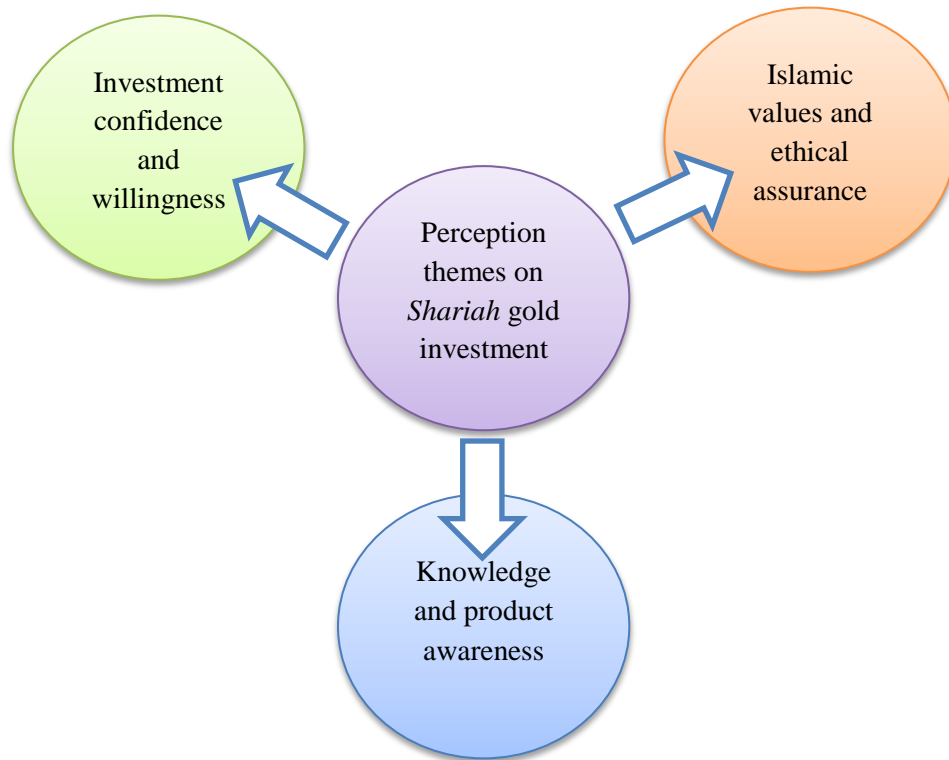 Investment
confidence
and
willingness
Islamic
values and
ethical
assurance
Perception
themes on
Shariah gold
investment
Knowledge
and product
awareness